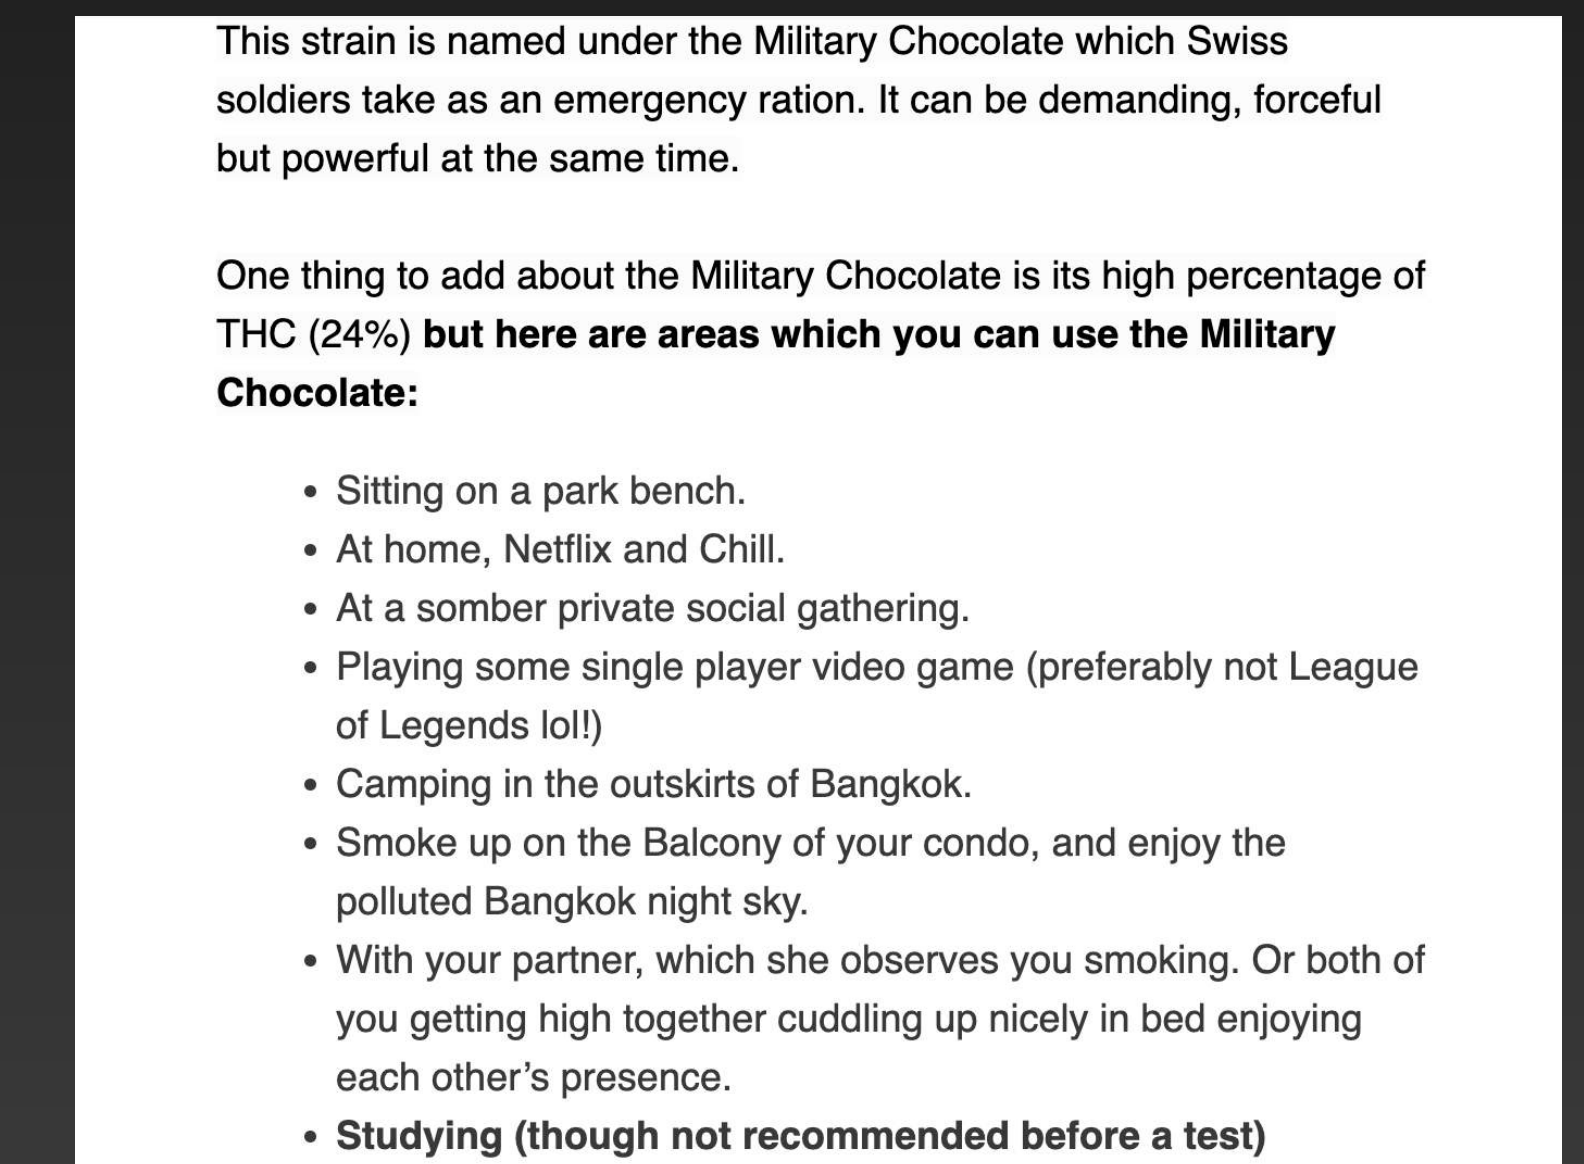 This strain is named under the Military Chocolate which Swiss
soldiers take as an emergency ration. It can be demanding, forceful
but powerful at the same time.
One thing to add about the Military Chocolate is its high percentage of
THC (24%) but here are areas which you can use the Military
Chocolate:
• Sitting on a park bench.
• At home, Netflix and Chill.
• At a somber private social gathering.
• Playing some single player video game (preferably not League
of Legends lol!)
• Camping in the outskirts of Bangkok.
• Smoke up on the Balcony of your condo, and enjoy the
polluted Bangkok night sky.
• With your partner, which she observes you smoking. Or both of
you getting high together cuddling up nicely in bed enjoying
each other’s presence.
• Studying (though not recommended before a test)